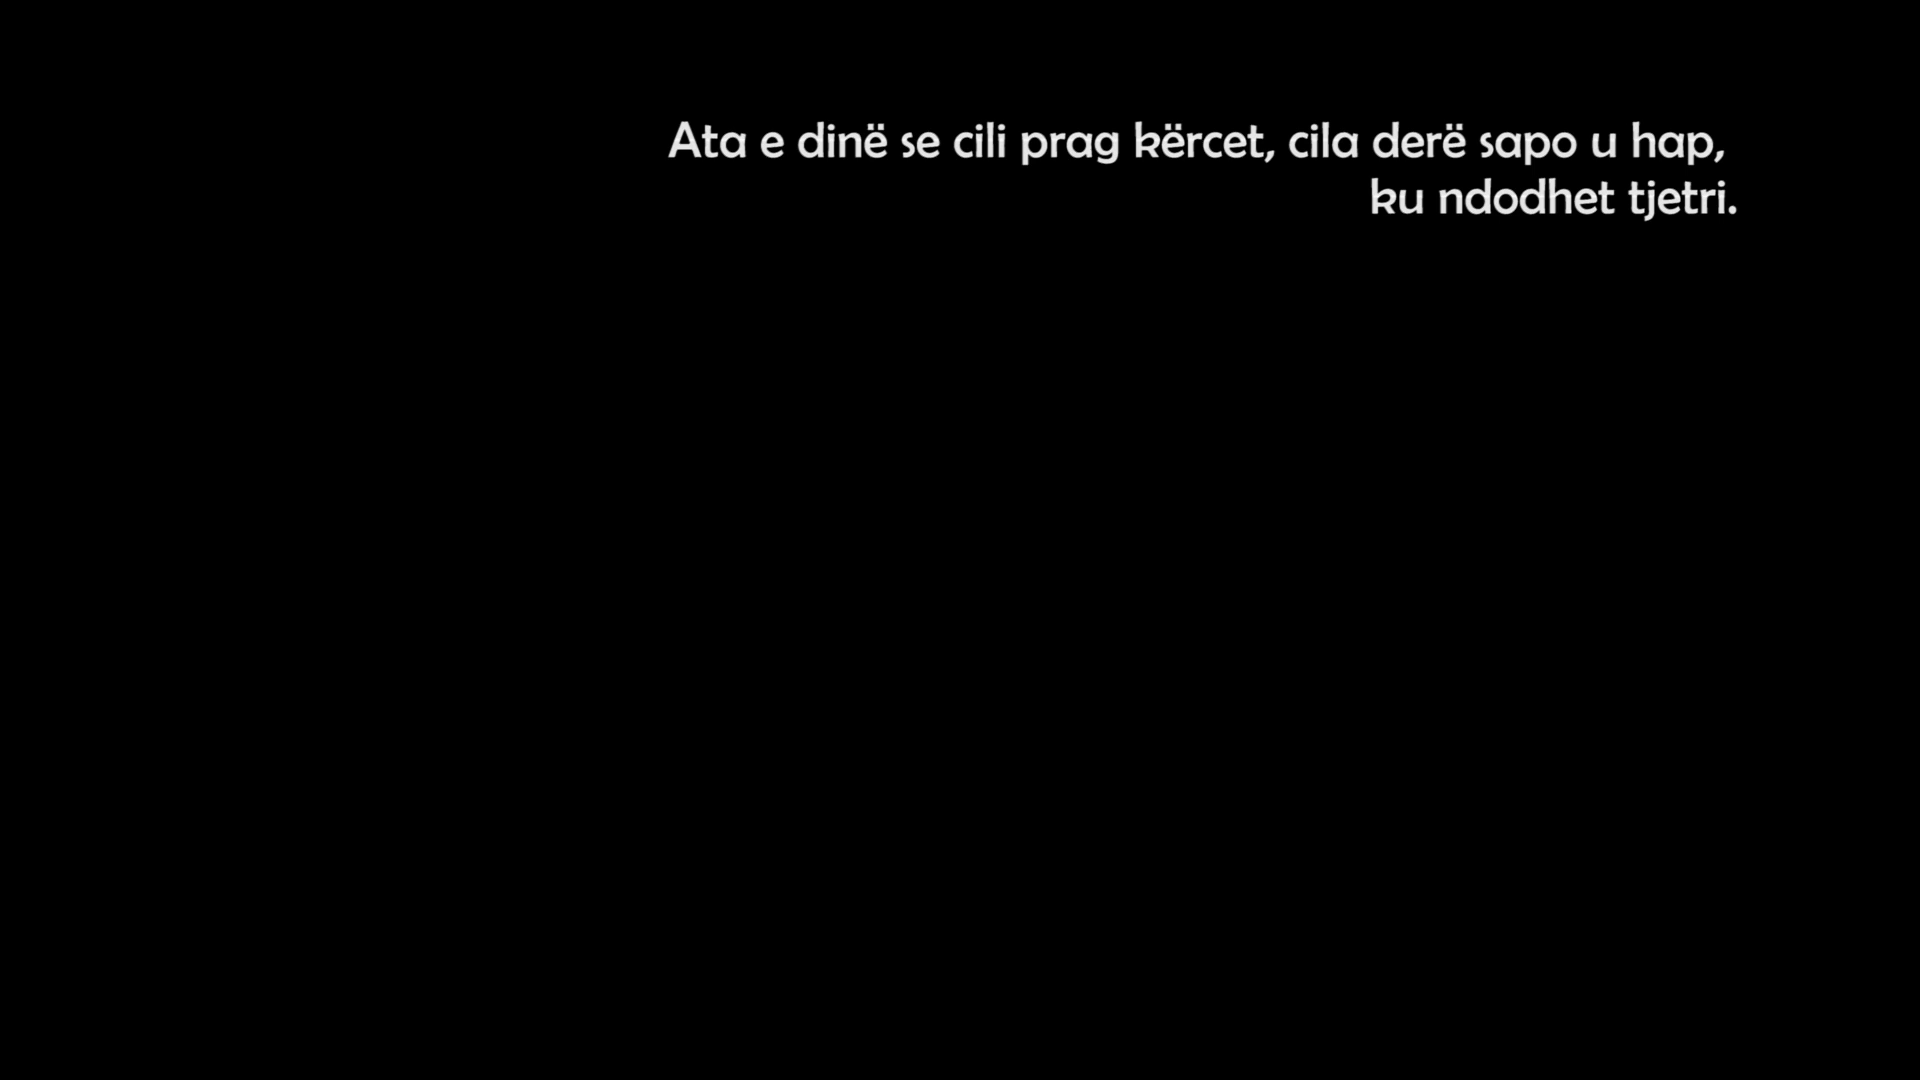 Ata e dinë se cili prag kërcet, cila derë sapo u hap,
ku ndodhet tjetri.